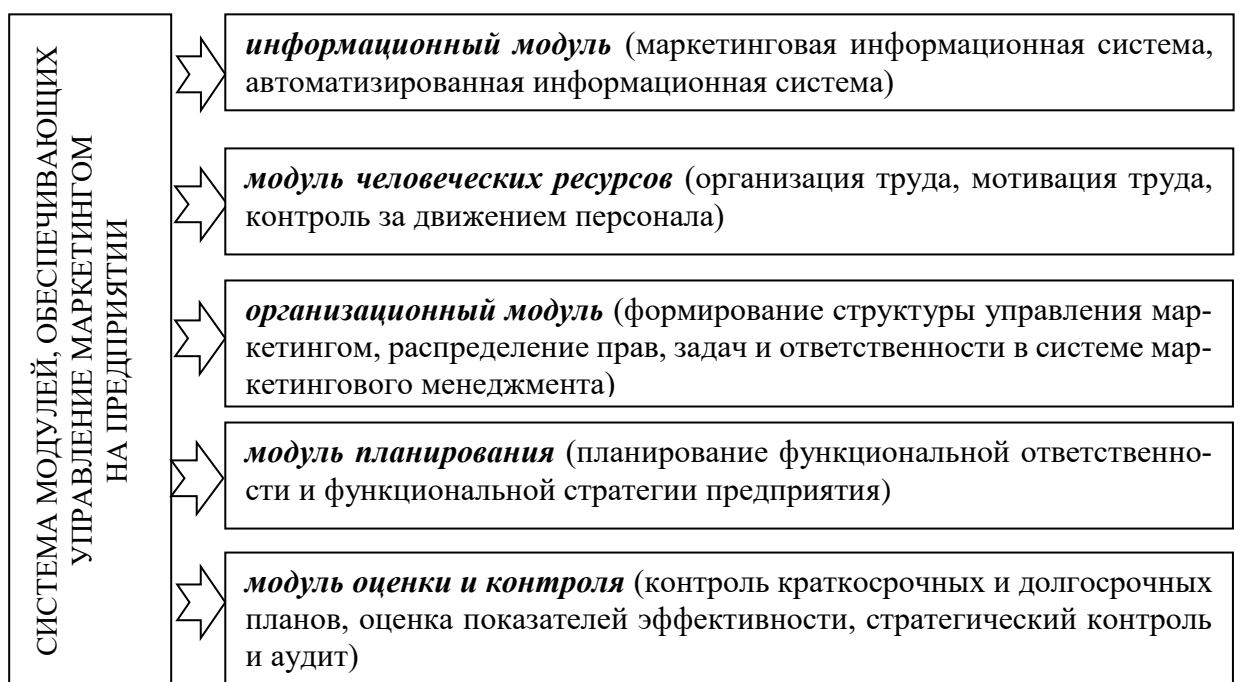 СИСТЕМА МОДУЛЕЙ, ОБЕСПЕЧИВАЮЩИХ
УПРАВЛЕНИЕ МАРКЕТИНГОМ
НА ПРЕДПРИЯТИИ
информационный модуль (маркетинговая информационная система,
автоматизированная информационная система)
модуль человеческих ресурсов (организация труда, мотивация труда,
контроль за движением персонала)
организационный модуль (формирование структуры управления мар-
кетингом, распределение прав, задач и ответственности в системе мар-
кетингового менеджмента)
модуль планирования (планирование функциональной ответственно-
сти и функциональной стратегии предприятия)
модуль оценки и контроля (контроль краткосрочных и долгосрочных
планов, оценка показателей эффективности, стратегический контроль
и аудит)